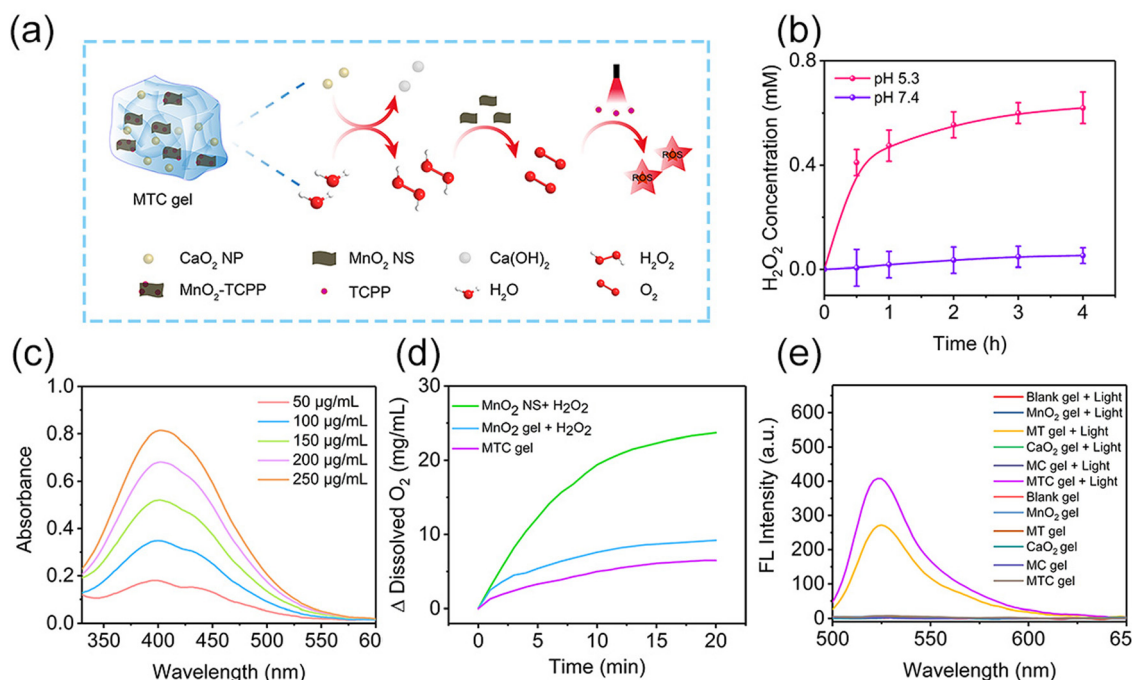 (a)
MTC gel
ROS
ROS
CaO₂ NP
MnO₂ NS
Ca(OH)₂
H₂O₂
MnO₂-TCPP
TCPP
H₂O
O₂
(b)
H₂O₂ Concentration (mM)
0.8
0.4
0.0
pH 5.3
pH 7.4
0 1 2 3 4
Time (h)
(c)
Absorbance
1.0
0.8
0.6
0.4
0.2
0.0
50 μg/mL
100 μg/mL
150 μg/mL
200 μg/mL
250 μg/mL
350 400 450 500 550 60
Wavelength (nm)
(d)
Δ Dissolved O₂ (mg/mL)
30
20
10
0
MnO₂ NS+ H₂O₂
MnO₂ gel + H₂O₂
MTC gel
0 5 10 15 20
Time (min)
(e)
FL Intensity (a.u.)
600
500
400
300
200
100
0
Blank gel + Light
MnO₂ gel + Light
MT gel + Light
CaO₂ gel + Light
MC gel + Light
MTC gel + Light
Blank gel
MnO₂ gel
MT gel
CaO₂ gel
MC gel
MTC gel
500 550 600 65
Wavelength (nm)